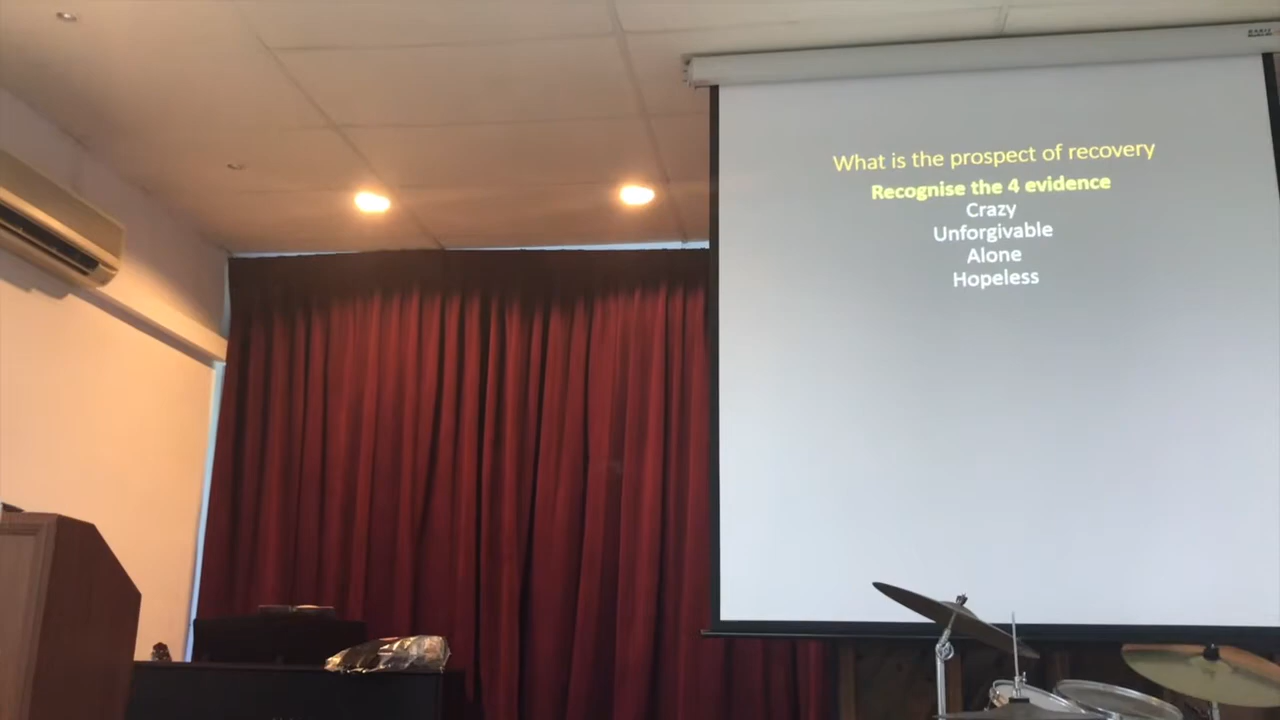 What is the prospect of recovery
Recognise the 4 evidence
Crazy
Unforgivable
Alone
Hopeless